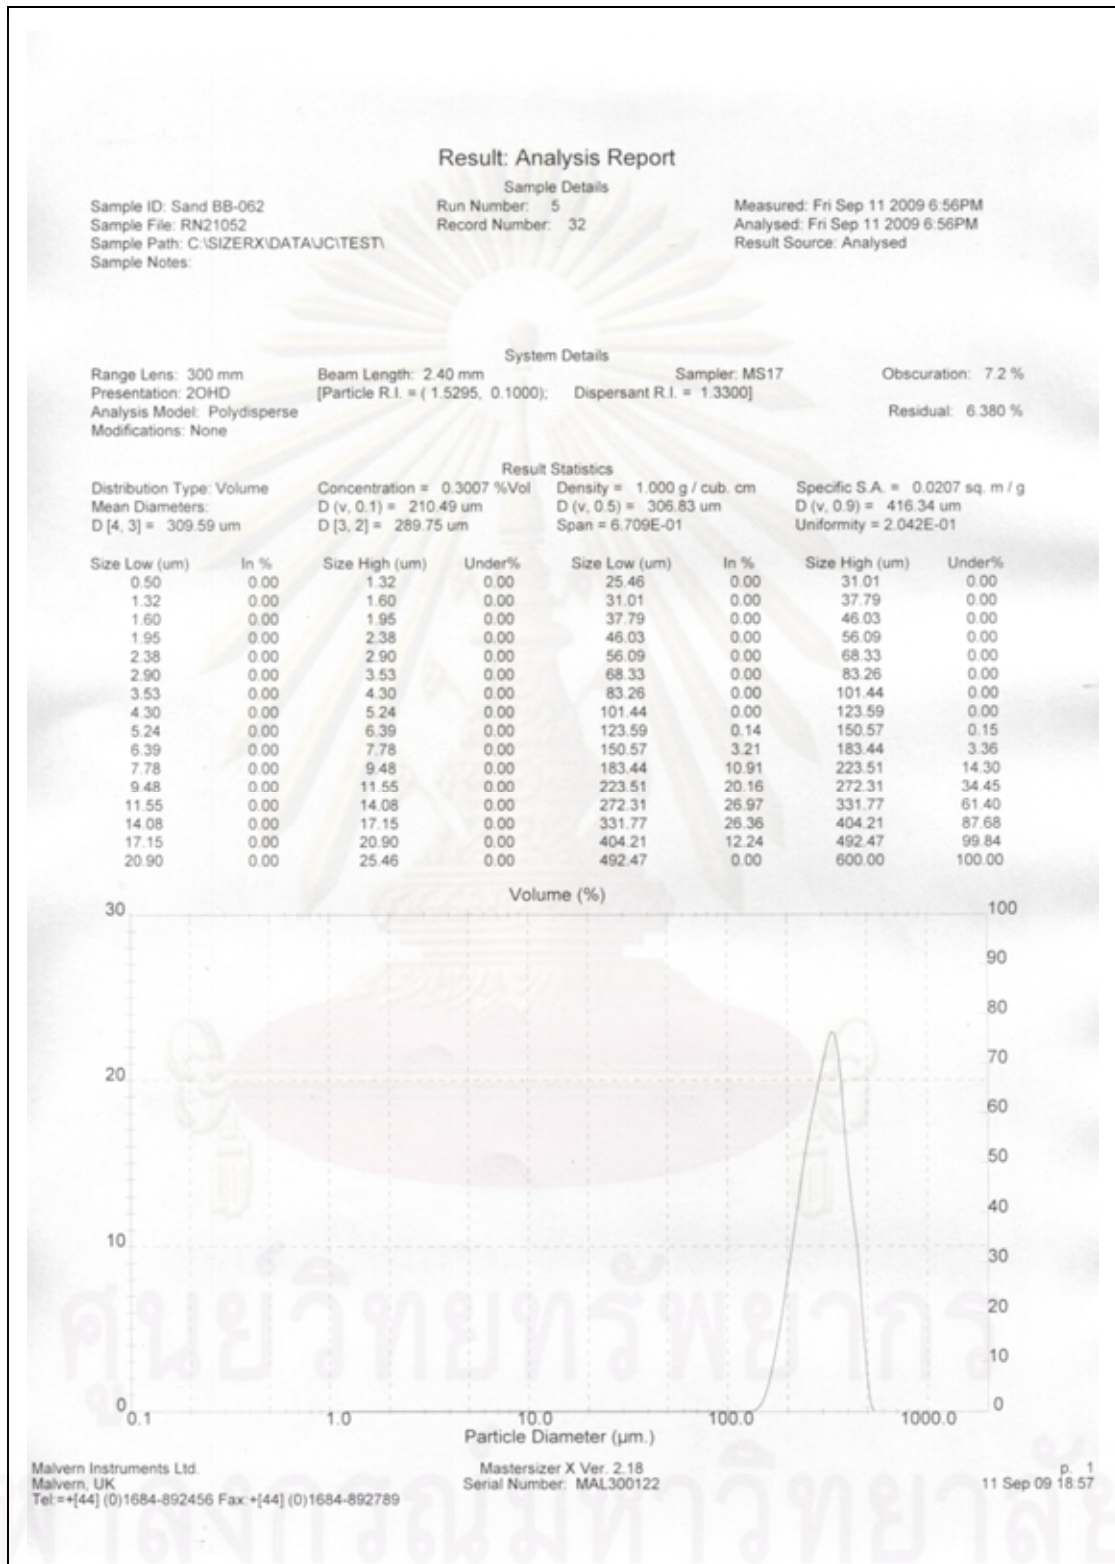 Result: Analysis Report
Sample Details
Sample ID: Sand BB-062 Run Number: 5 Measured: Fri Sep 11 2009 6:56PM
Sample File: RN21052 Record Number: 32 Analysed: Fri Sep 11 2009 6:56PM
Sample Path: C:\SIZERX\DATA\JC\TEST\ Result Source: Analysed
Sample Notes:
System Details
Range Lens: 300 mm Beam Length: 2.40 mm Sampler: MS17 Obscuration: 7.2 %
Presentation: 2OHD [Particle R.I. = ( 1.5295, 0.1000); Dispersant R.I. = 1.3300]
Analysis Model: Polydisperse Residual: 6.380 %
Modifications: None
Result Statistics
Distribution Type: Volume Concentration = 0.3007 %Vol Density = 1.000 g / cub. cm Specific S.A. = 0.0207 sq. m / g
Mean Diameters: D (v, 0.1) = 210.49 um D (v, 0.5) = 306.83 um D (v, 0.9) = 416.34 um
D [4, 3] = 309.59 um D [3, 2] = 289.75 um Span = 6.709E-01 Uniformity = 2.042E-01
Size Low (um) In % Size High (um) Under% Size Low (um) In % Size High (um) Under%
0.50 0.00 1.32 0.00 25.46 0.00 31.01 0.00
1.32 0.00 1.60 0.00 31.01 0.00 37.79 0.00
1.60 0.00 1.95 0.00 37.79 0.00 46.03 0.00
1.95 0.00 2.38 0.00 46.03 0.00 56.09 0.00
2.38 0.00 2.90 0.00 56.09 0.00 68.33 0.00
2.90 0.00 3.53 0.00 68.33 0.00 83.26 0.00
3.53 0.00 4.30 0.00 83.26 0.00 101.44 0.00
4.30 0.00 5.24 0.00 101.44 0.00 123.59 0.00
5.24 0.00 6.39 0.00 123.59 0.14 150.57 0.15
6.39 0.00 7.78 0.00 150.57 3.21 183.44 3.36
7.78 0.00 9.48 0.00 183.44 10.91 223.51 14.30
9.48 0.00 11.55 0.00 223.51 20.16 272.31 34.45
11.55 0.00 14.08 0.00 272.31 26.97 331.77 61.40
14.08 0.00 17.15 0.00 331.77 26.36 404.21 87.68
17.15 0.00 20.90 0.00 404.21 12.24 492.47 99.84
20.90 0.00 25.46 0.00 492.47 0.00 600.00 100.00
Volume (%)
30 100
90
80
70
20
60
50
40
10
30
20
10
0 0
0.1 1.0 10.0 100.0 1000.0
Particle Diameter (µm.)
ศูนย์วิทยทรัพยากร
Malvern Instruments Ltd. Mastersizer X Ver. 2.18 p. 1
Malvern, UK Serial Number: MAL300122 11 Sep 09 18:57
Tel:=+[44] (0)1684-892456 Fax:+[44] (0)1684-892789